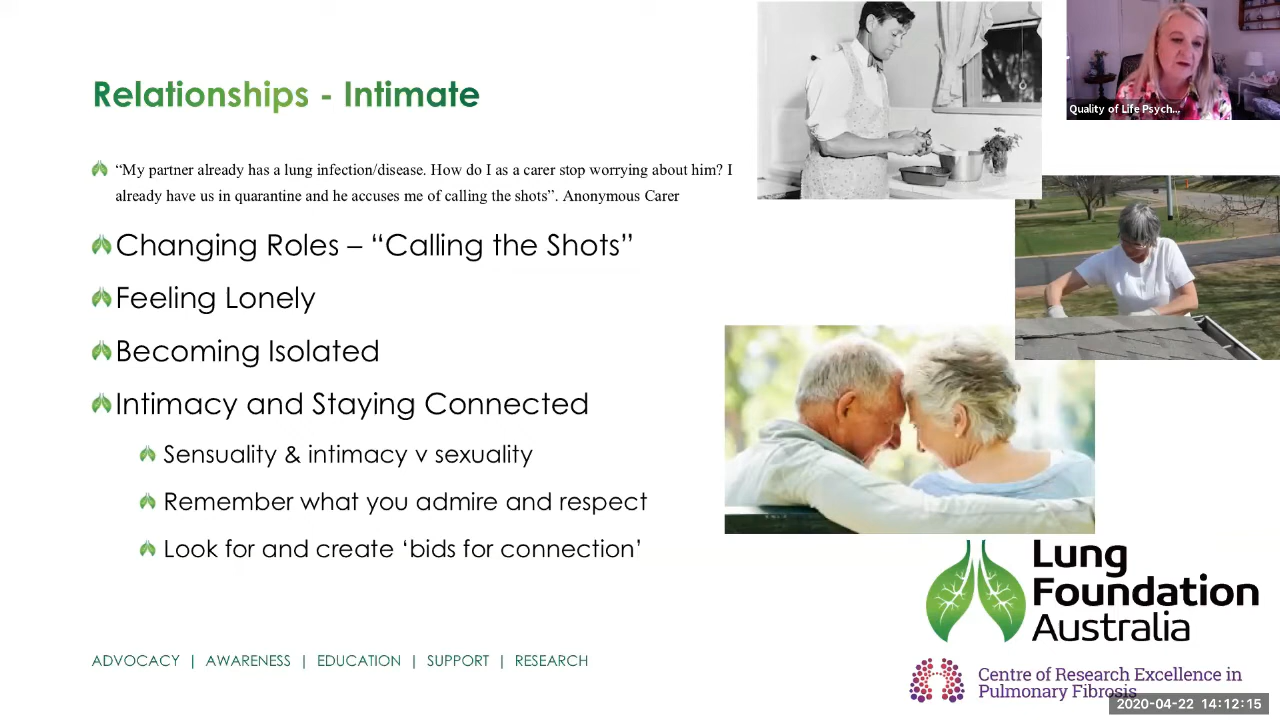 Relationships - Intimate
“My partner already has a lung infection/disease. How do I as a carer stop worrying about him? I
already have us in quarantine and he accuses me of calling the shots”. Anonymous Carer
Changing Roles – “Calling the Shots”
Feeling Lonely
Becoming Isolated
Intimacy and Staying Connected
Sensuality & intimacy v sexuality
Remember what you admire and respect
Look for and create ‘bids for connection’
ADVOCACY | AWARENESS | EDUCATION | SUPPORT | RESEARCH
Quality of Life Psych...
Lung
Foundation
Australia
Centre of Research Excellence in
Pulmonary Fibrosis
2020-04-22 14:12:15